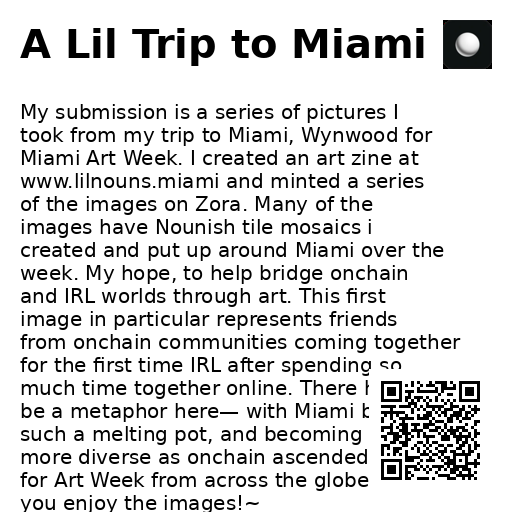 A Lil Trip to Miami
My submission is a series of pictures I
took from my trip to Miami, Wynwood for
Miami Art Week. I created an art zine at
www.lilnouns.miami and minted a series
of the images on Zora. Many of the
images have Nounish tile mosaics i
created and put up around Miami over the
week. My hope, to help bridge onchain
and IRL worlds through art. This first
image in particular represents friends
from onchain communities coming together
for the first time IRL after spending so
much time together online. There
be a metaphor here— with Miami
such a melting pot, and becoming
more diverse as onchain ascended
for Art Week from across the globe
you enjoy the images!~